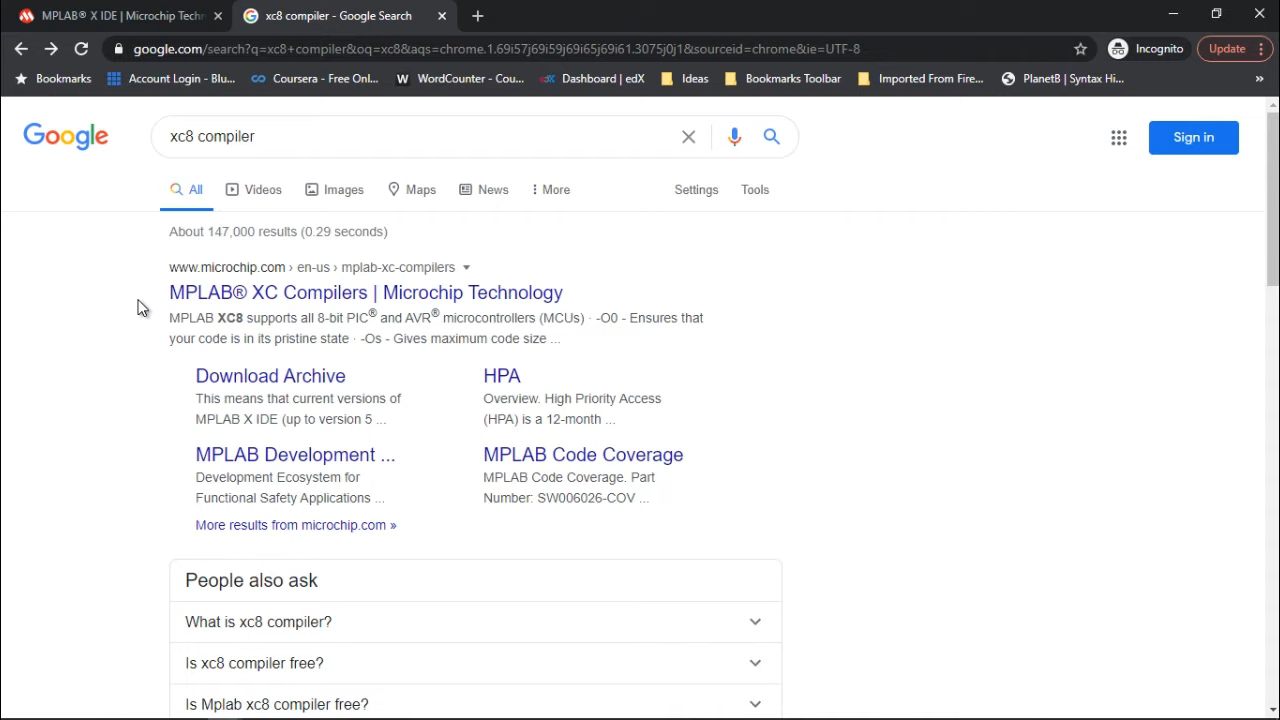 MPLAB® X IDE | Microchip Techn
xc8 compiler - Google Search
google.com/search?q=xc8+compiler&oq=xc8&aqs=chrome.1.69i57j69i59j69i65j69i61.3075j0j1&sourceid=chrome&ie=UTF-8
Incognito
Update
Bookmarks
Account Login - Blu...
Coursera - Free Onl...
WordCounter - Cou...
Dashboard | edX
Ideas
Bookmarks Toolbar
Imported From Fire...
PlanetB | Syntax Hi...
»
Google
xc8 compiler
Sign in
All
Videos
Images
Maps
News
More
Settings
Tools
About 147,000 results (0.29 seconds)
www.microchip.com › en-us › mplab-xc-compilers
MPLAB® XC Compilers | Microchip Technology
MPLAB XC8 supports all 8-bit PIC® and AVR® microcontrollers (MCUs) · -O0 - Ensures that
your code is in its pristine state · -Os - Gives maximum code size ...
Download Archive
This means that current versions of
MPLAB X IDE (up to version 5 ...
HPA
Overview. High Priority Access
(HPA) is a 12-month ...
MPLAB Development ...
Development Ecosystem for
Functional Safety Applications ...
MPLAB Code Coverage
MPLAB Code Coverage. Part
Number: SW006026-COV ...
More results from microchip.com »
People also ask
What is xc8 compiler?
Is xc8 compiler free?
Is Mplab xc8 compiler free?